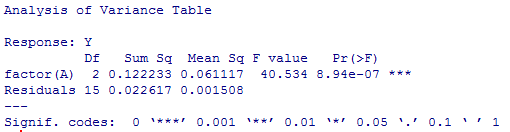 Analysis of Variance Table
Response: Y
Df Sum Sq Mean Sq F value Pr(>F)
factor(A) 2 0.122233 0.061117 40.534 8.94e-07 ***
Residuals 15 0.022617 0.001508
---
Signif. codes: 0 ‘***’ 0.001 ‘**’ 0.01 ‘*’ 0.05 ‘.’ 0.1 ‘ ’ 1